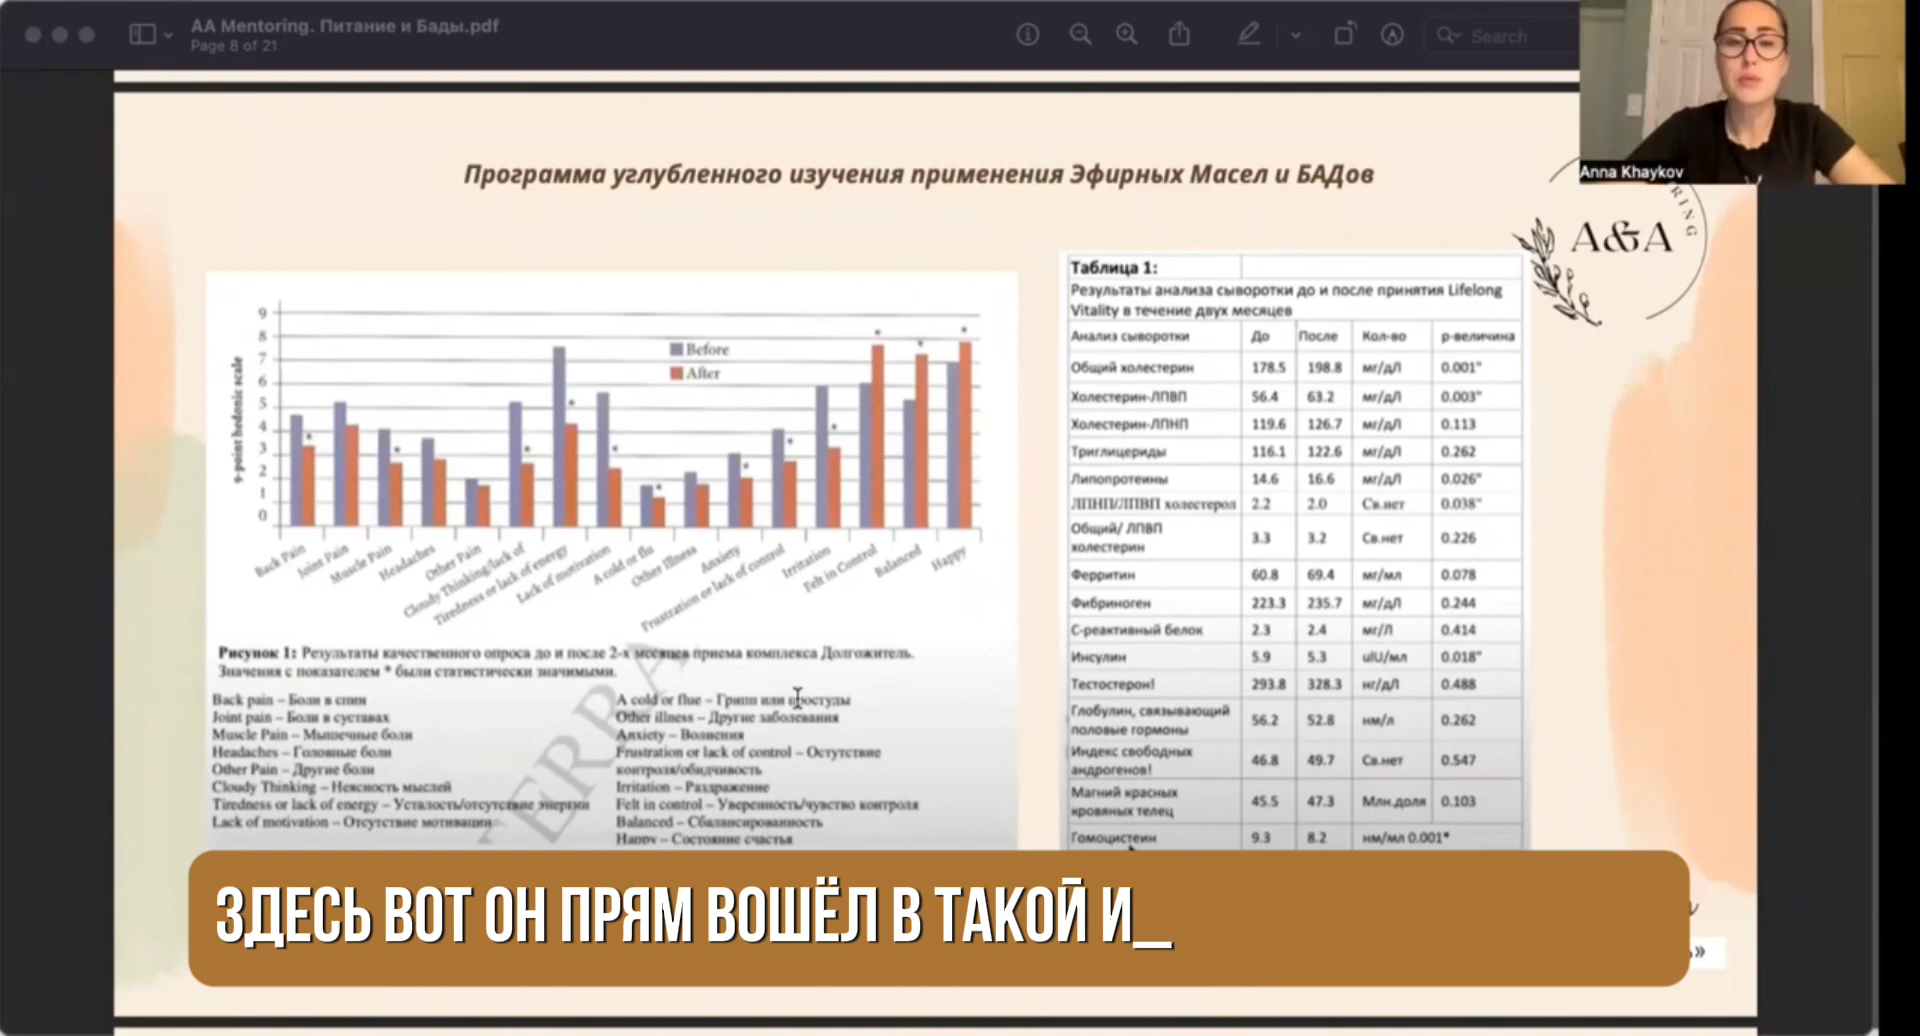 AA Mentoring. Питание и Бады.pdf
Page 8 of 21
Search
Anna Khaykov
Программа углубленного изучения применения Эфирных Масел и БАДов
A&A
9-point hedonic scale
9
8
7
6
5
4
3
2
1
0
Before
After
Back Pain
Joint Pain
Muscle Pain
Headaches
Other Pain
Cloudy Thinking/lack of
Tiredness or lack of energy
Lack of motivation
A cold or flu
Other Illness
Anxiety
Frustration or lack of control
Irritation
Felt in Control
Balanced
Happy
Рисунок 1: Результаты качественного опроса до и после 2-х месяцев приема комплекса Долгожитель.
Значения с показателем * были статистически значимыми.
Back pain – Боли в спин
Joint pain – Боли в суставах
Muscle Pain – Мышечные боли
Headaches – Головные боли
Other Pain – Другие боли
Cloudy Thinking – Неясность мыслей
Tiredness or lack of energy – Усталость/отсутствие энергии
Lack of motivation – Отсутствие мотивации
A cold or flue – Грипп или простуды
Other illness – Другие заболевания
Anxiety – Волнения
Frustration or lack of control – Остутствие
контроля/обидчивость
Irritation – Раздражение
Felt in control – Уверенность/чувство контроля
Balanced – Сбалансированность
Happy – Состояние счастья
Таблица 1:
Результаты анализа сыворотки до и после принятия Lifelong
Vitality в течение двух месяцев
Анализ сыворотки До После Кол-во р-величина
Общий холестерин 178.5 198.8 мг/дЛ 0.001"
Холестерин-ЛПВП 56.4 63.2 мг/дЛ 0.003"
Холестерин-ЛПНП 119.6 126.7 мг/дЛ 0.113
Триглицериды 116.1 122.6 мг/дЛ 0.262
Липопротеины 14.6 16.6 мг/дЛ 0.026"
ЛПНП/ЛПВП холестерол 2.2 2.0 Св.нет 0.038"
Общий/ ЛПВП
холестерин 3.3 3.2 Св.нет 0.226
Ферритин 60.8 69.4 мг/мл 0.078
Фибриноген 223.3 235.7 мг/дЛ 0.244
С-реактивный белок 2.3 2.4 мг/Л 0.414
Инсулин 5.9 5.3 uIU/мл 0.018"
Тестостерон! 293.8 328.3 нг/дЛ 0.488
Глобулин, связывающий
половые гормоны 56.2 52.8 нм/л 0.262
Индекс свободных
андрогенов! 46.8 49.7 Св.нет 0.547
Магний красных
кровяных телец 45.5 47.3 Млн.доля 0.103
Гомоцистеин 9.3 8.2 нм/мл 0.001*
ЗДЕСЬ ВОТ ОН ПРЯМ ВОШЁЛ В ТАКОЙ И_